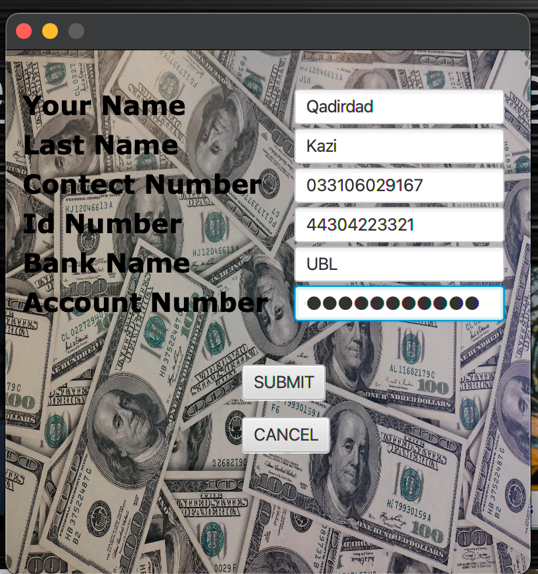 Your Name Qadirdad
Last Name Kazi
Contect Number 033106029167
Id Number 44304223321
Bank Name UBL
Account Number ●●●●●●●●●●●
SUBMIT
CANCEL